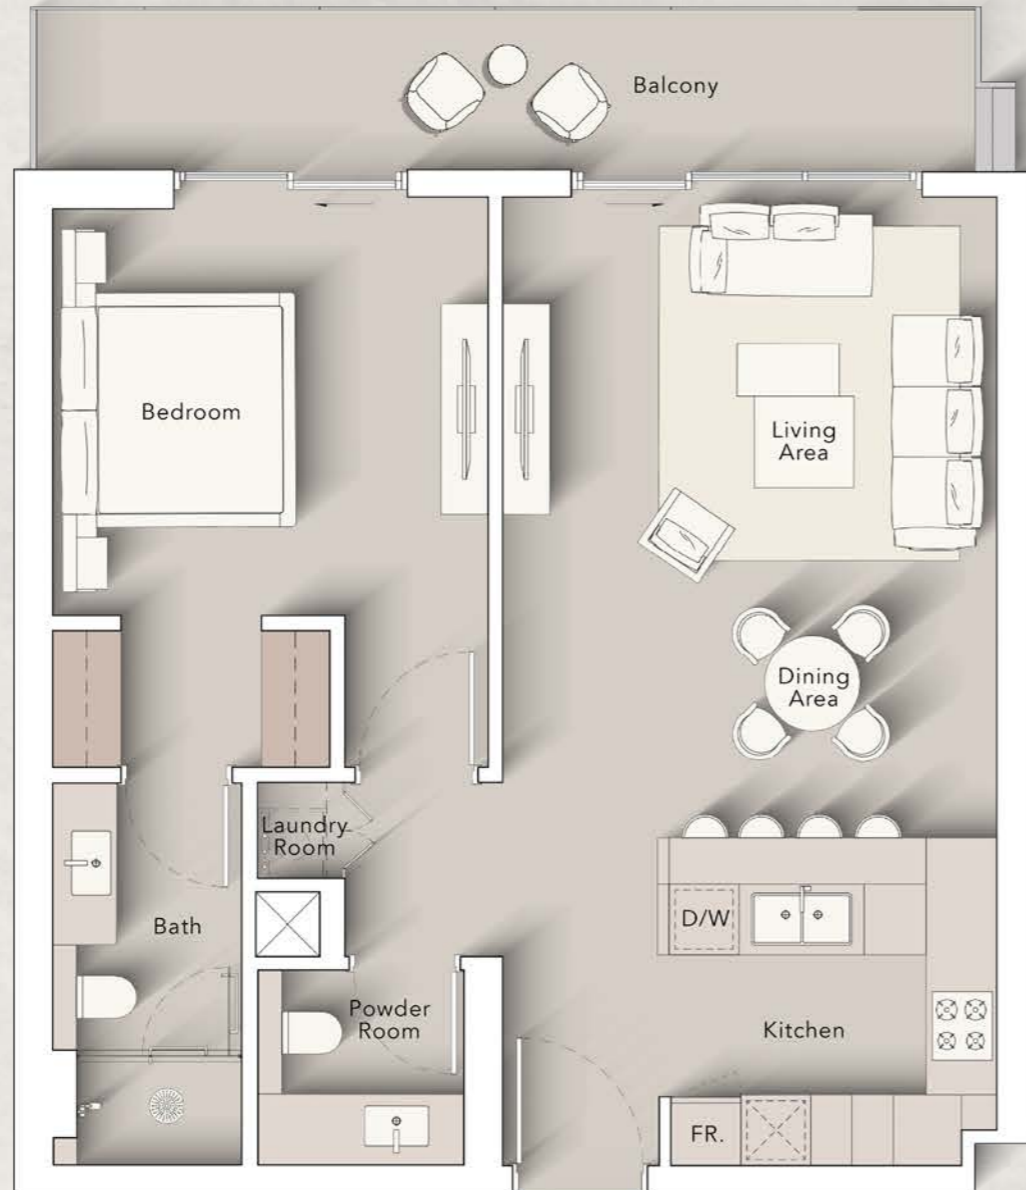 Balcony
Bedroom
Living
Area
Dining
Area
Laundry
Room
D/W
Bath
Powder
Room
Kitchen
FR.